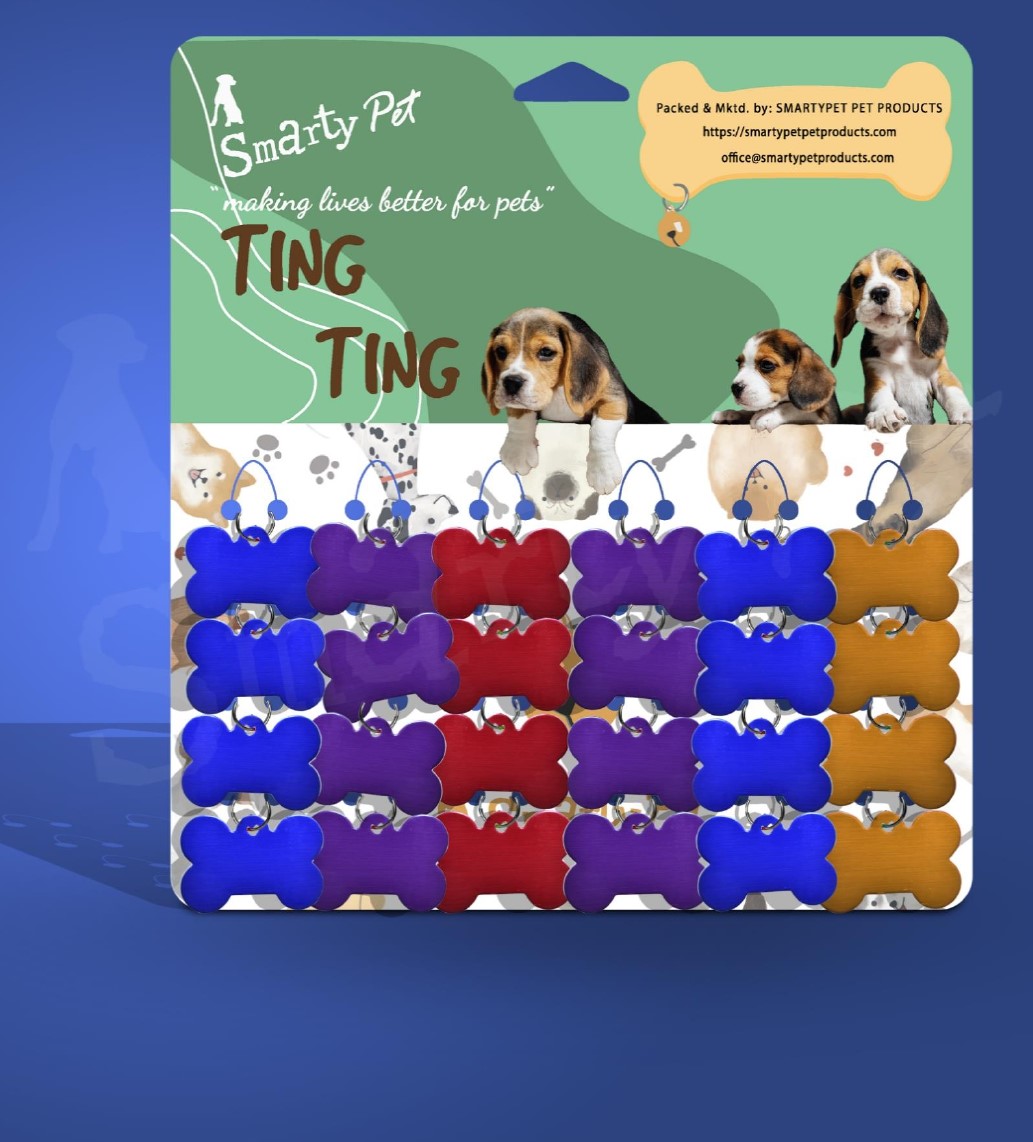 Smarty Pet
"making lives better for pets"
TING
TING
Packed & Mktd. by: SMARTYPET PET PRODUCTS
https://smartypetpetproducts.com
office@smartypetproducts.com
Smarty